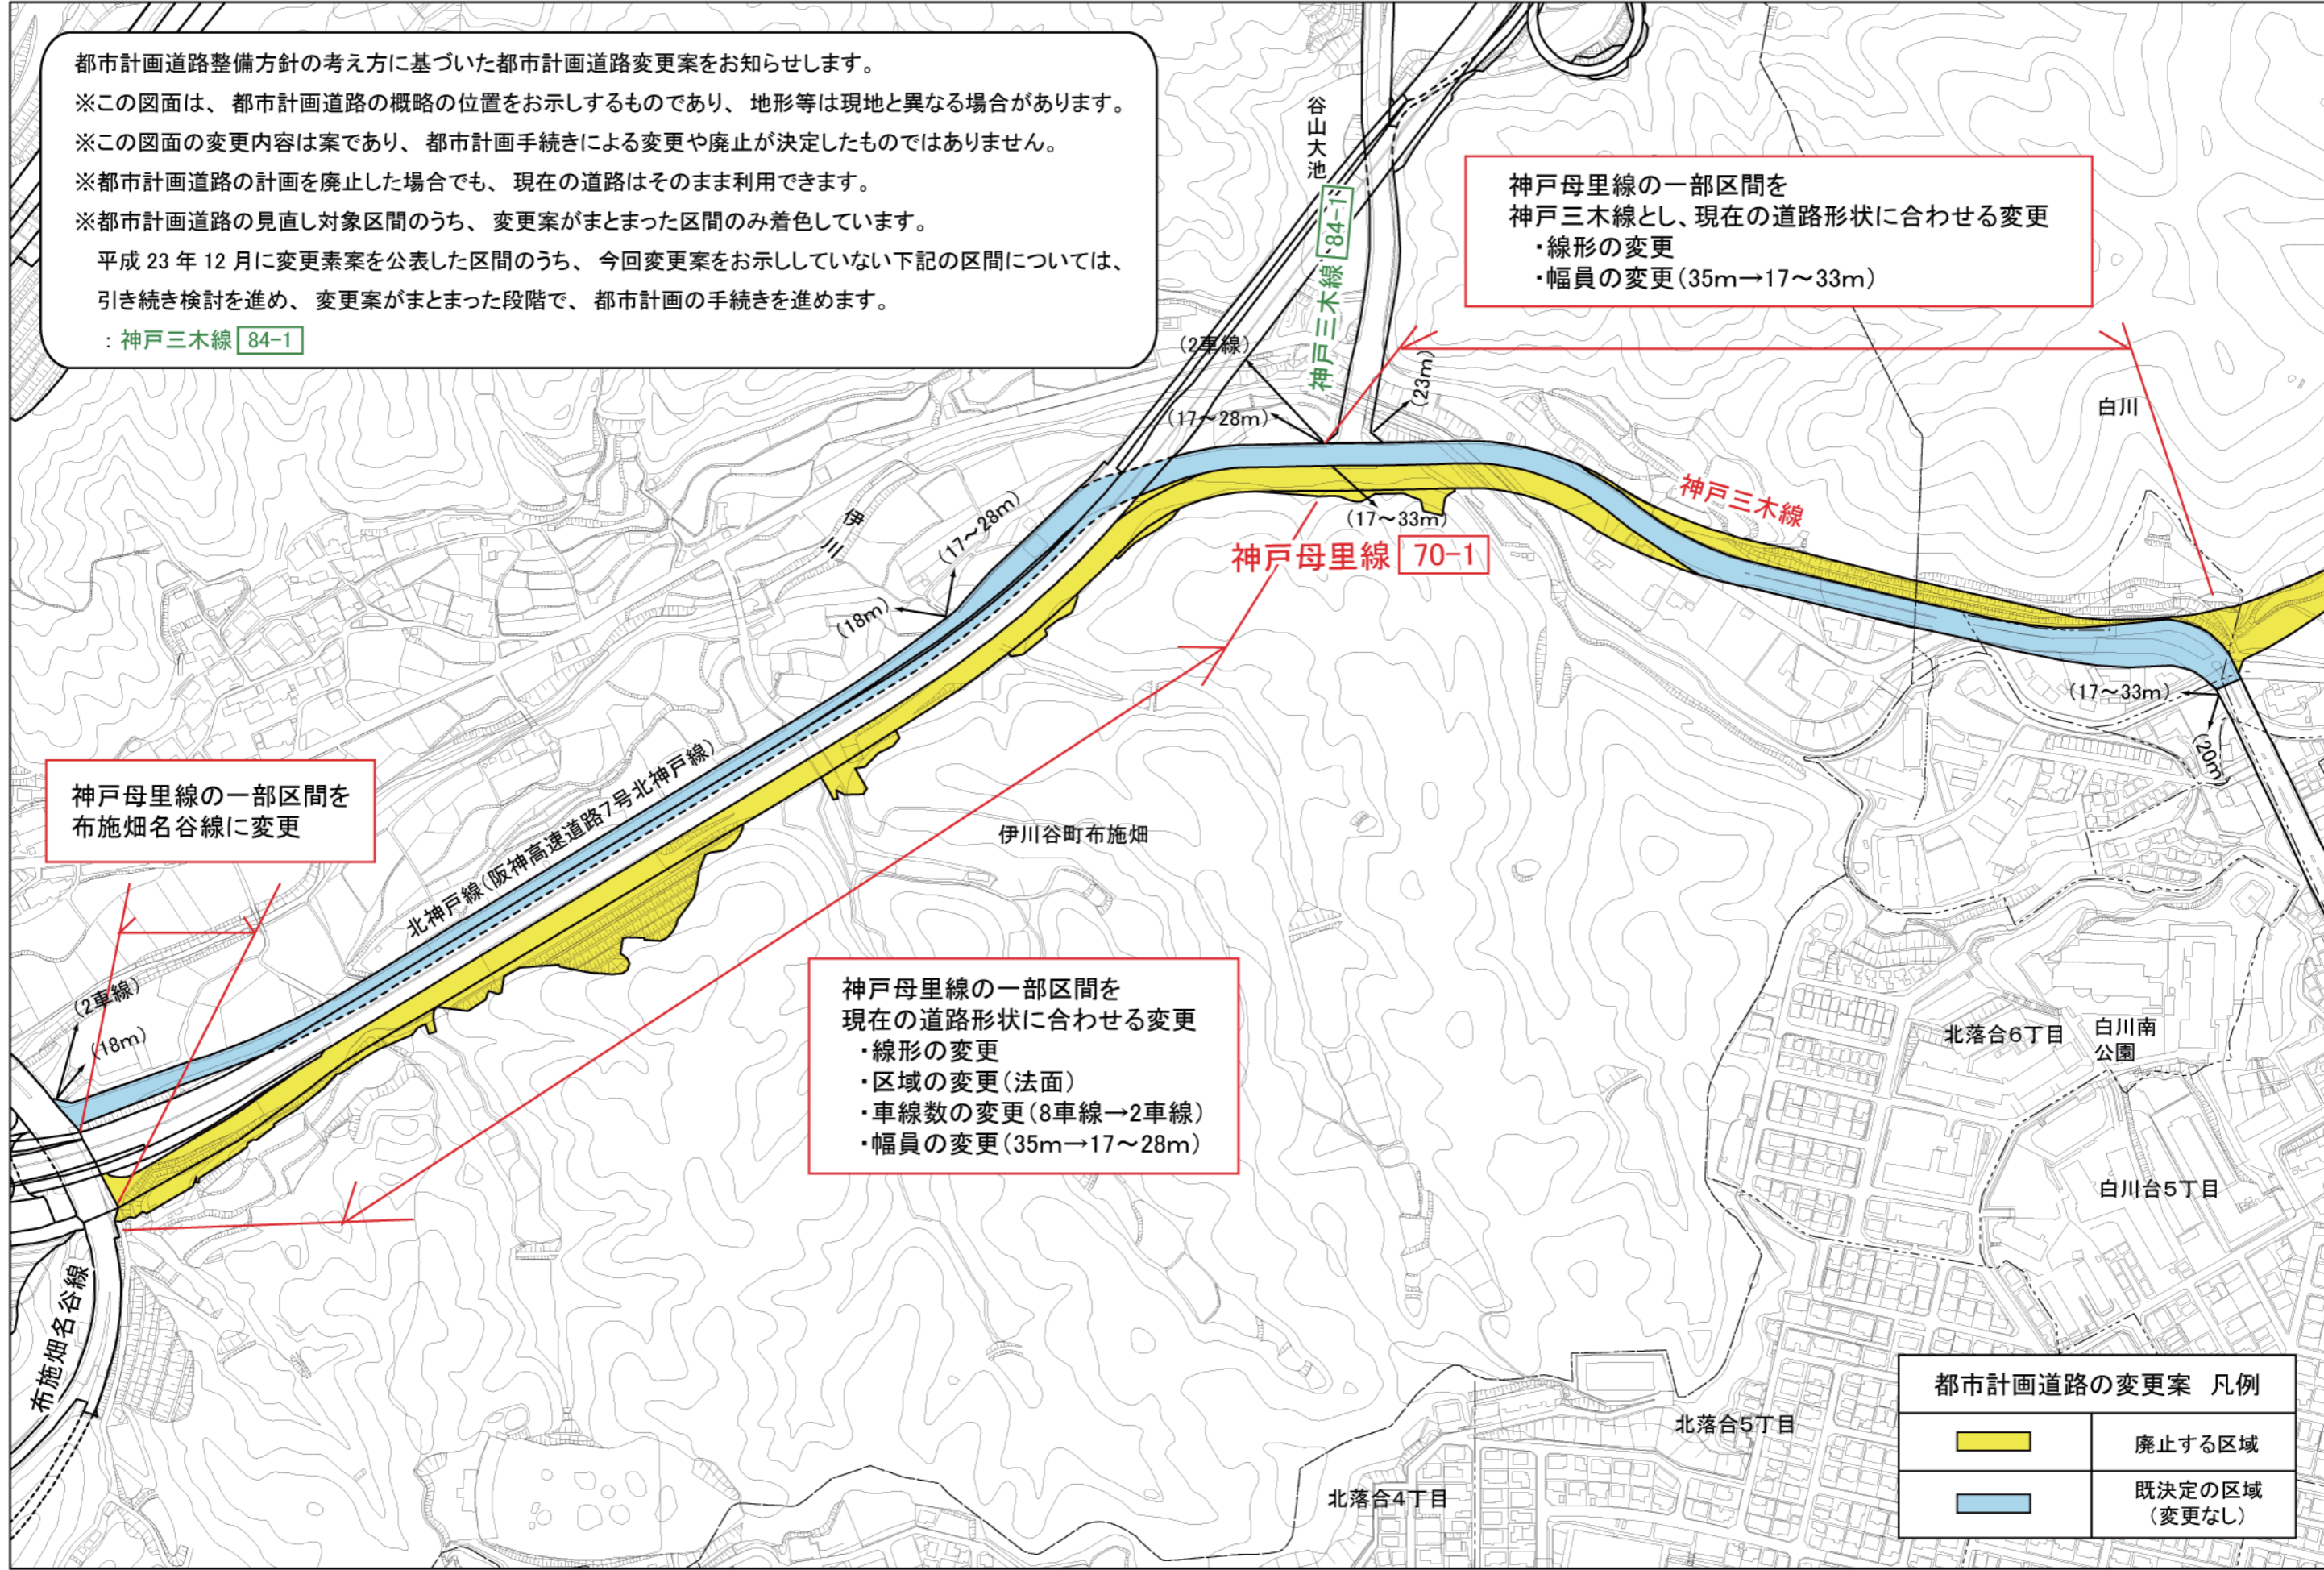 都市計画道路整備方針の考え方に基づいた都市計画道路変更案をお知らせします。
※この図面は、都市計画道路の概略の位置をお示しするものであり、地形等は現地と異なる場合があります。
※この図面の変更内容は案であり、都市計画手続きによる変更や廃止が決定したものではありません。
※都市計画道路の計画を廃止した場合でも、現在の道路はそのまま利用できます。
※都市計画道路の見直し対象区間のうち、変更案がまとまった区間のみ着色しています。
平成23年12月に変更素案を公表した区間のうち、今回変更案をお示ししていない下記の区間については、
引き続き検討を進め、変更案がまとまった段階で、都市計画の手続きを進めます。
：神戸三木線 84-1
谷山大池
神戸三木線 84-1
神戸母里線の一部区間を
神戸三木線とし、現在の道路形状に合わせる変更
・線形の変更
・幅員の変更（35m→17～33m）
（2車線）
（17～28m）
（23m）
白川
神戸三木線
（17～33m）
神戸母里線 70-1
伊川
（17～28m）
（18m）
（17～33m）
（20m）
北神戸線（阪神高速道路7号北神戸線）
神戸母里線の一部区間を
布施畑名谷線に変更
伊川谷町布施畑
（2車線）
（18m）
神戸母里線の一部区間を
現在の道路形状に合わせる変更
・線形の変更
・区域の変更（法面）
・車線数の変更（8車線→2車線）
・幅員の変更（35m→17～28m）
北落合6丁目
白川南
公園
白川台5丁目
布施畑名谷線
北落合5丁目
北落合4丁目
都市計画道路の変更案 凡例
廃止する区域
既決定の区域
（変更なし）